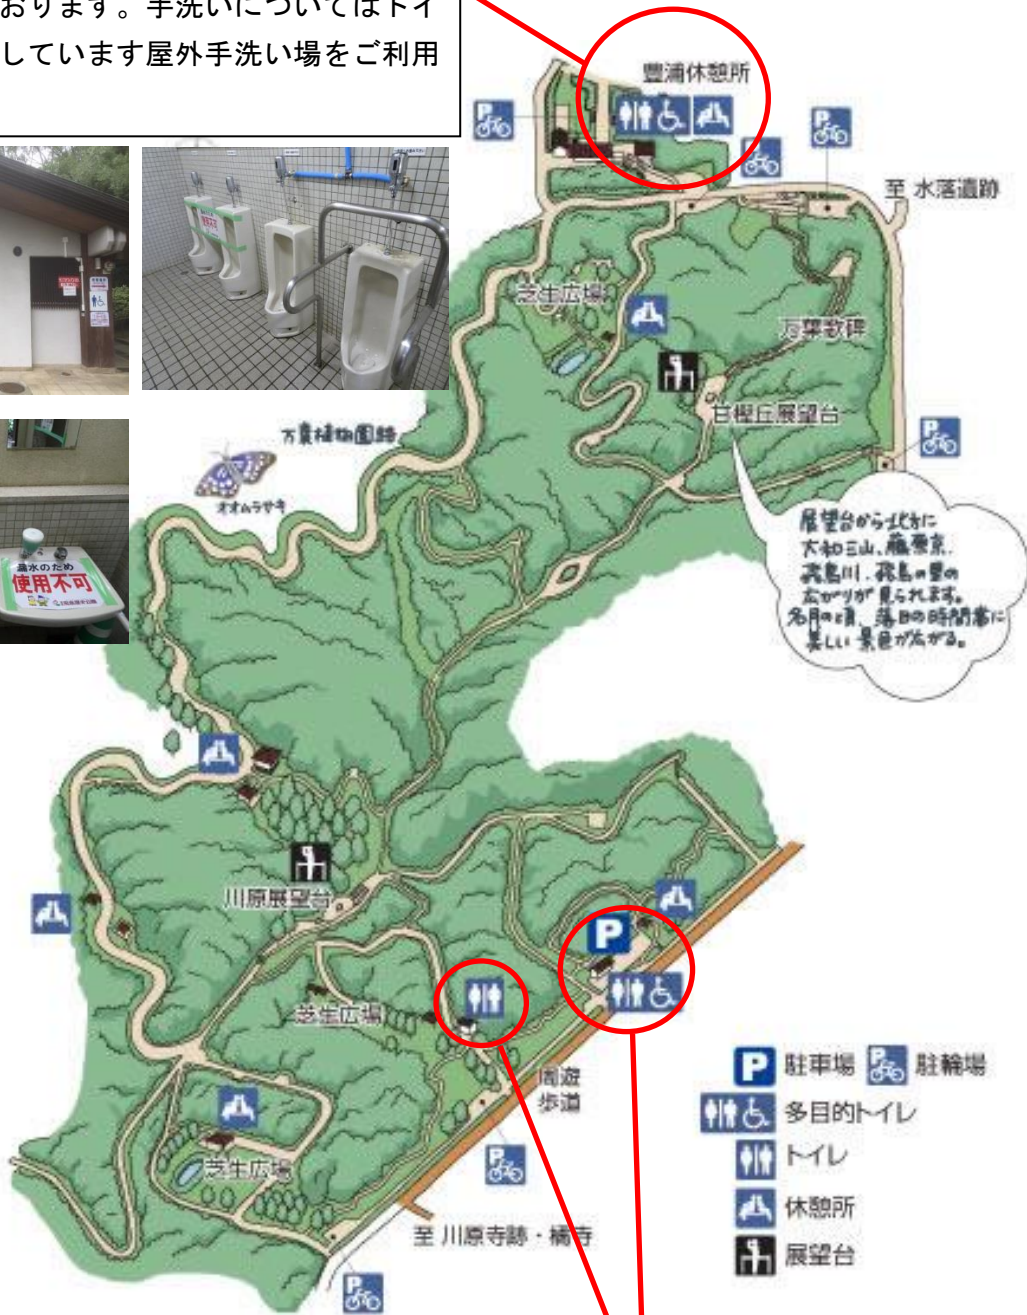 おります。手洗いについてはトイ
しています屋外手洗い場をご利用
豊浦休憩所
P
P
至 水落遺跡
芝生広場
万葉歌碑
甘樫丘展望台
P
万葉植物園路
オオムラサキ
展望台から北方に
大和三山、藤原京、
飛鳥川、飛鳥の里の
広がりが見られます。
名月の頃、落日の時間帯に
美しい景色が広がる。
使用不可
漏水のため
使用不可
川原展望台
P
芝生広場
周遊
歩道
芝生広場
P
至 川原寺跡・橘寺
P
P 駐車場 P 駐輪場
多目的トイレ
トイレ
休憩所
展望台